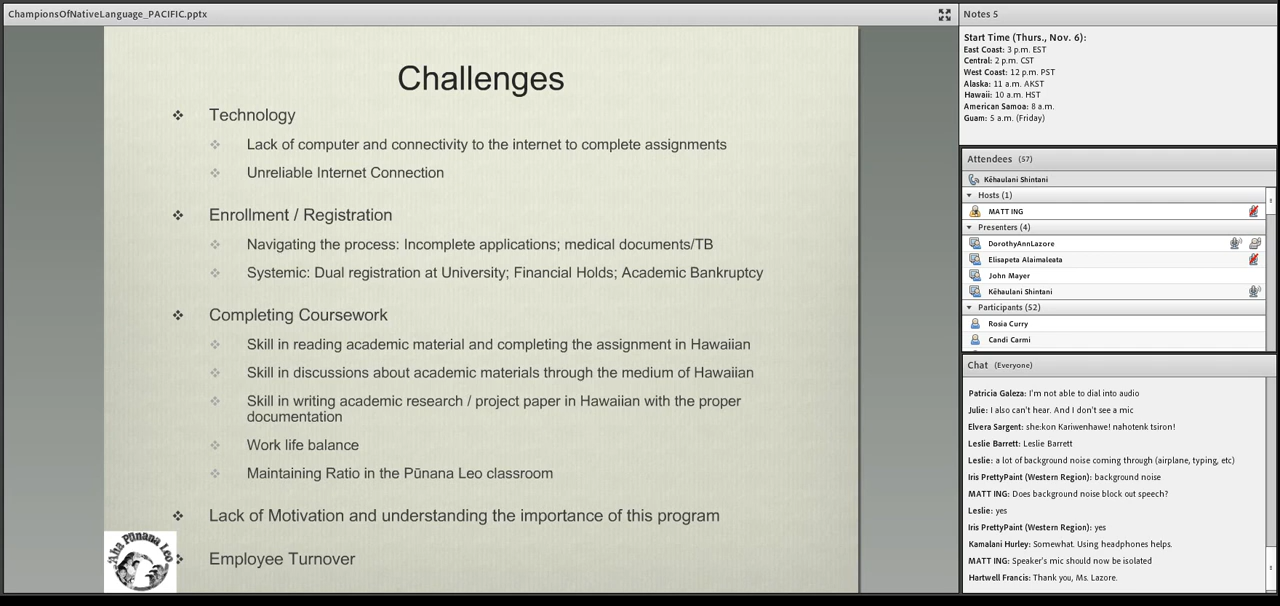 ChampionsOfNativeLanguage_PACIFIC.pptx
Challenges
Technology
Lack of computer and connectivity to the internet to complete assignments
Unreliable Internet Connection
Enrollment / Registration
Navigating the process: Incomplete applications; medical documents/TB
Systemic: Dual registration at University; Financial Holds; Academic Bankruptcy
Completing Coursework
Skill in reading academic material and completing the assignment in Hawaiian
Skill in discussions about academic materials through the medium of Hawaiian
Skill in writing academic research / project paper in Hawaiian with the proper
documentation
Work life balance
Maintaining Ratio in the Pūnana Leo classroom
Lack of Motivation and understanding the importance of this program
Employee Turnover
ʻAha Pūnana Leo
Notes 5
Start Time (Thurs., Nov. 6):
East Coast: 3 p.m. EST
Central: 2 p.m. CST
West Coast: 12 p.m. PST
Alaska: 11 a.m. AKST
Hawaii: 10 a.m. HST
American Samoa: 8 a.m.
Guam: 5 a.m. (Friday)
Attendees (57)
Kēhaulani Shintani
Hosts (1)
MATT ING
Presenters (4)
DorothyAnnLazore
Elisapeta Alaimaleata
John Mayer
Kēhaulani Shintani
Participants (52)
Rosia Curry
Candi Carmi
Chat (Everyone)
Patricia Galeza: I'm not able to dial into audio
Julie: I also can't hear. And I don't see a mic
Elvera Sargent: she:kon Kariwenhawe! nahotenk tsiron!
Leslie Barrett: Leslie Barrett
Leslie: a lot of background noise coming through (airplane, typing, etc)
Iris PrettyPaint (Western Region): background noise
MATT ING: Does background noise block out speech?
Leslie: yes
Iris PrettyPaint (Western Region): yes
Kamalani Hurley: Somewhat. Using headphones helps.
MATT ING: Speaker's mic should now be isolated
Hartwell Francis: Thank you, Ms. Lazore.